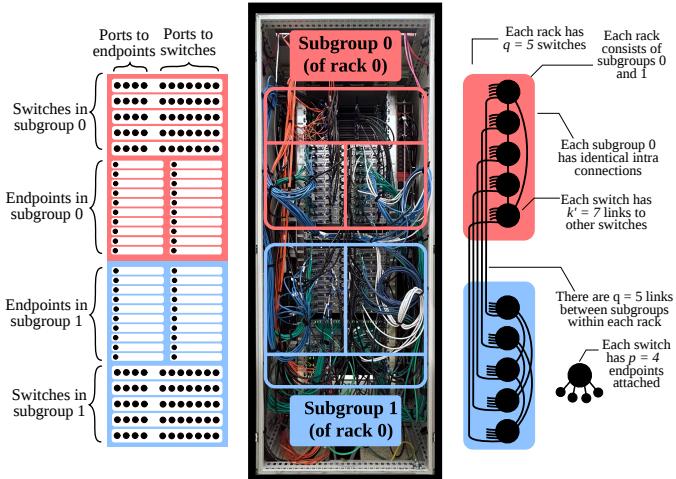 Ports to
endpoints
Ports to
switches
Switches in
subgroup 0
Endpoints in
subgroup 0
Endpoints in
subgroup 1
Switches in
subgroup 1
Subgroup 0
(of rack 0)
Subgroup 1
(of rack 0)
Each rack has
q = 5 switches
Each rack
consists of
subgroups 0
and 1
Each subgroup 0
has identical intra
connections
Each switch has
k' = 7 links to
other switches
There are q = 5 links
between subgroups
within each rack
Each switch
has p = 4
endpoints
attached